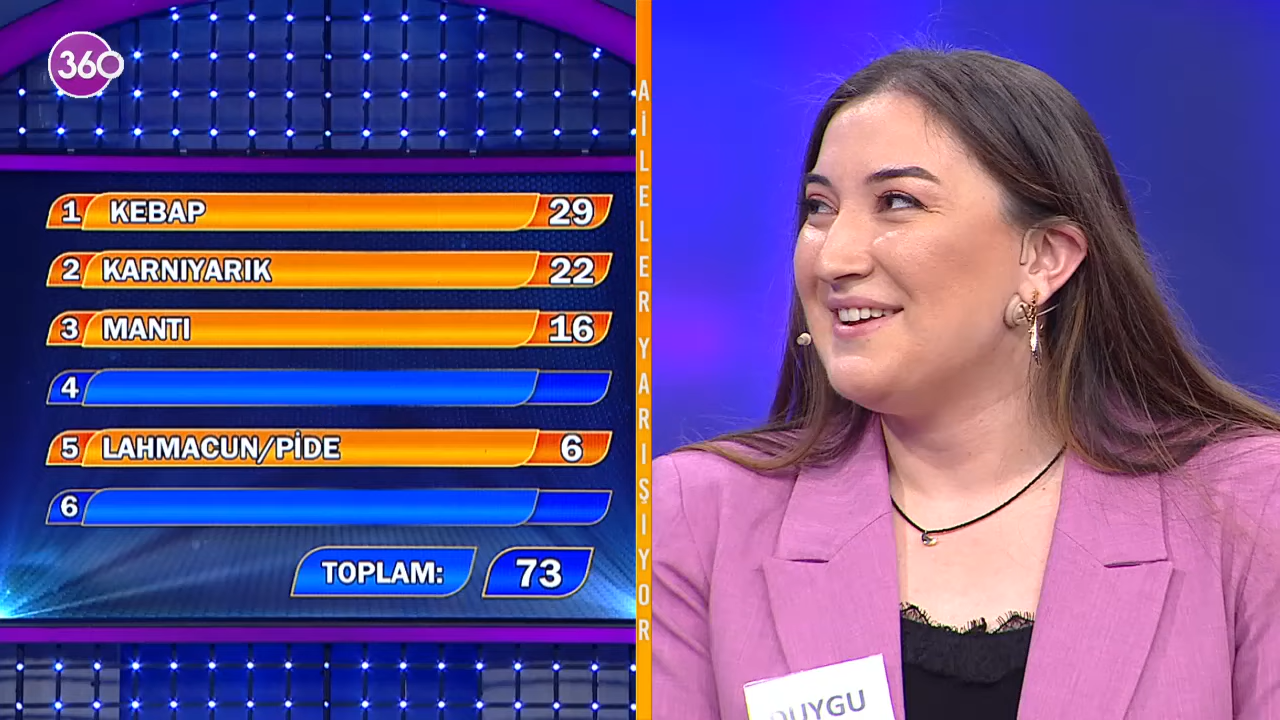 360
1 KEBAP 29
2 KARNIYARIK 22
3 MANTI 16
4
5 LAHMACUN/PİDE 6
6
TOPLAM: 73
AİLELER YARIŞIYOR
DUYGU